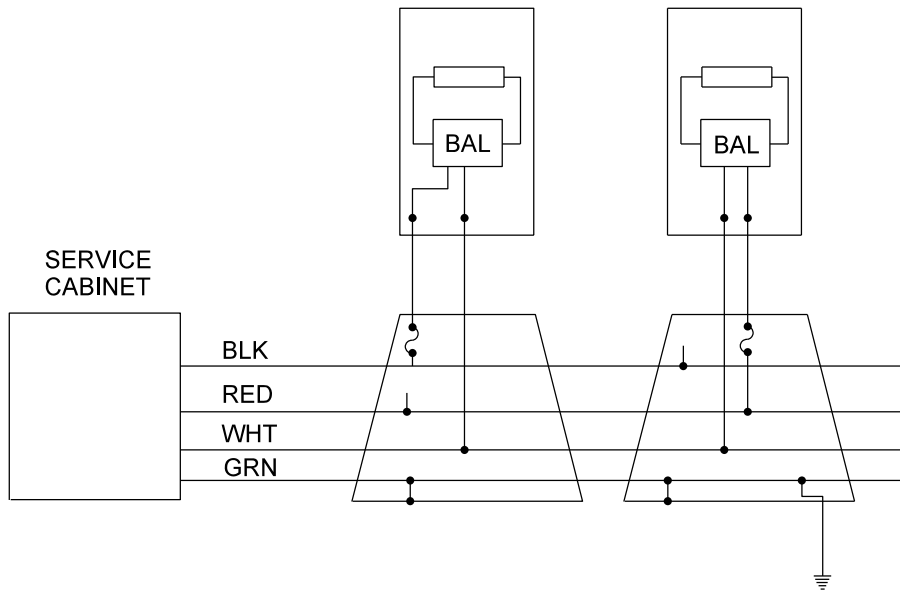 BAL
BAL
SERVICE
CABINET
BLK
RED
WHT
GRN